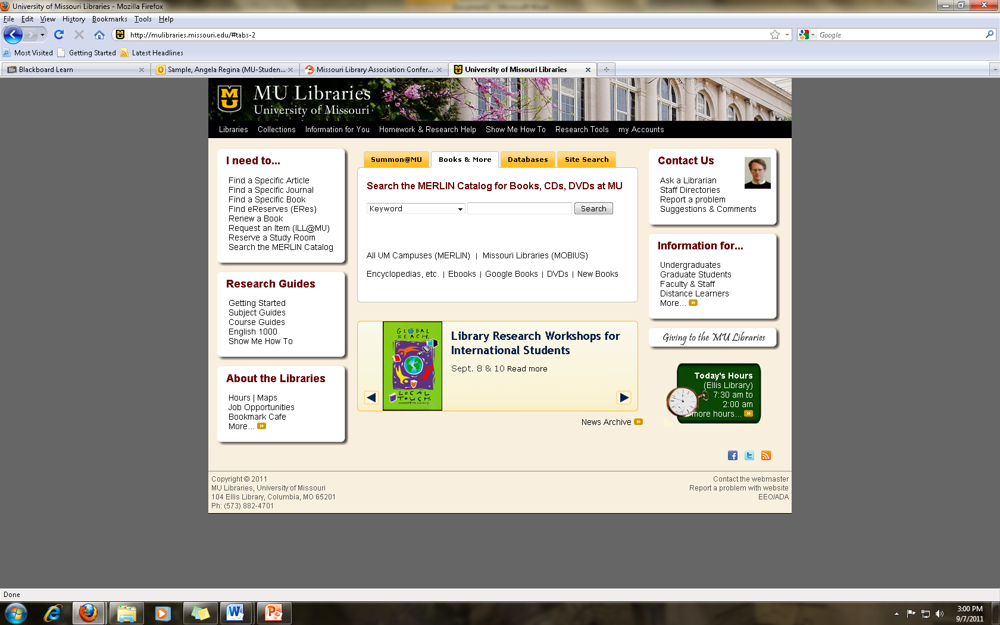 University of Missouri Libraries - Mozilla Firefox
File Edit View History Bookmarks Tools Help
http://mulibraries.missouri.edu/#tabs-2
Google
Most Visited Getting Started Latest Headlines
Bb Blackboard Learn
Sample, Angela Regina (MU-Studen...
Missouri Library Association Confer...
University of Missouri Libraries
MU Libraries
University of Missouri
Libraries Collections Information for You Homework & Research Help Show Me How To Research Tools my Accounts
I need to...
Find a Specific Article
Find a Specific Journal
Find a Specific Book
Find eReserves (ERes)
Renew a Book
Request an Item (ILL@MU)
Reserve a Study Room
Search the MERLIN Catalog
Research Guides
Getting Started
Subject Guides
Course Guides
English 1000
Show Me How To
About the Libraries
Hours | Maps
Job Opportunities
Bookmark Cafe
More...
Summon@MU Books & More Databases Site Search
Search the MERLIN Catalog for Books, CDs, DVDs at MU
Keyword Search
All UM Campuses (MERLIN) | Missouri Libraries (MOBIUS)
Encyclopedias, etc. | Ebooks | Google Books | DVDs | New Books
GLOBAL
REACH
LOCAL
TOUCH
Library Research Workshops for
International Students
Sept. 8 & 10 Read more
News Archive
Contact Us
Ask a Librarian
Staff Directories
Report a problem
Suggestions & Comments
Information for...
Undergraduates
Graduate Students
Faculty & Staff
Distance Learners
More...
Giving to the MU Libraries
Today's Hours
(Ellis Library)
7:30 am to
2:00 am
more hours...
Copyright © 2011
MU Libraries, University of Missouri
104 Ellis Library, Columbia, MO 65201
Ph: (573) 882-4701
Contact the webmaster
Report a problem with website
EEO/ADA
Done
3:00 PM
9/7/2011